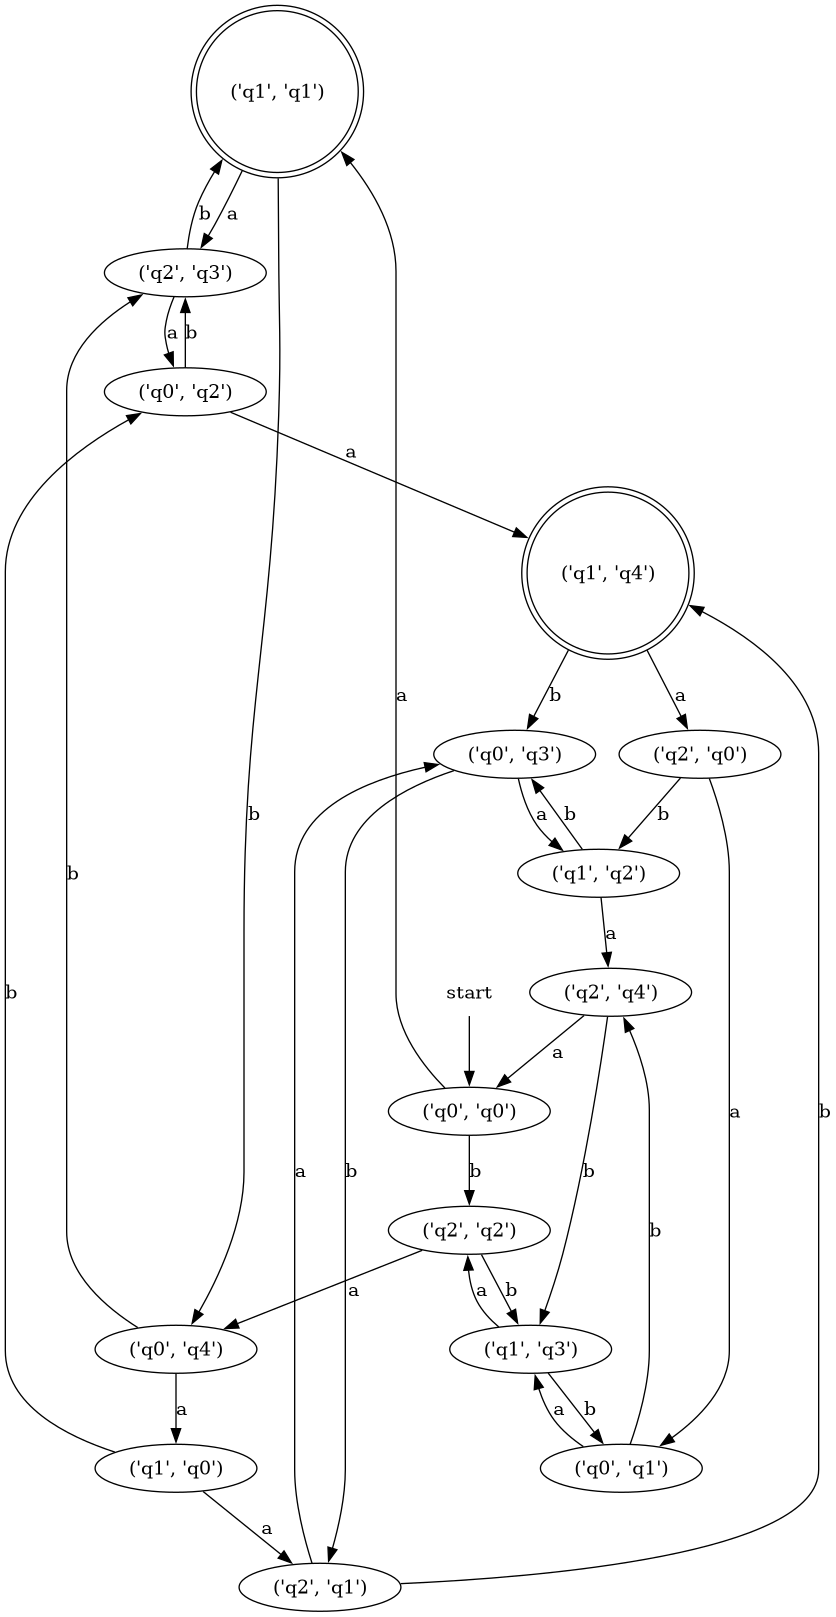 ('q1', 'q1')
b
a
('q2', 'q3')
a
b
('q0', 'q2')
a
('q1', 'q4')
a
b
a
('q0', 'q3')
('q2', 'q0')
b
a
b
b
b
('q1', 'q2')
a
b
start
('q2', 'q4')
a
('q0', 'q0')
a
b
a
b
b
b
('q2', 'q2')
b
a
a
b
('q0', 'q4')
('q1', 'q3')
a
a
b
('q1', 'q0')
('q0', 'q1')
a
('q2', 'q1')